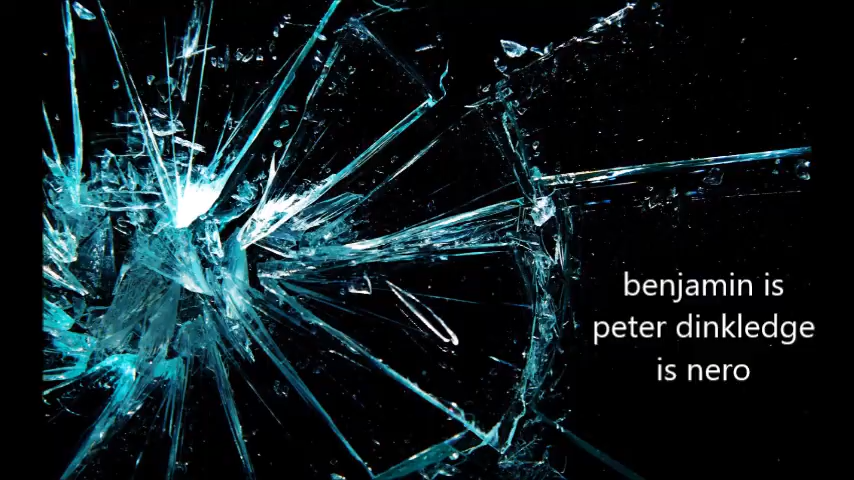 benjamin is
peter dinkledge
is nero